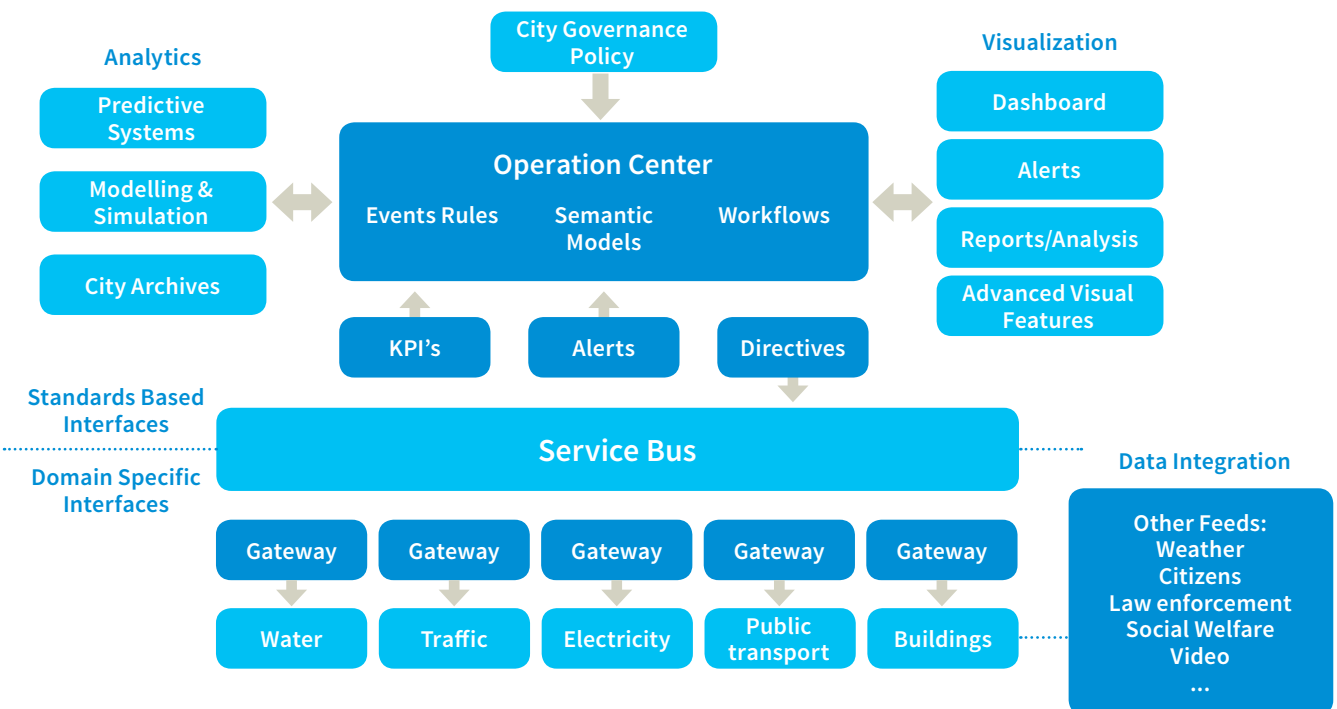 City Governance
Policy
Analytics
Predictive
Systems
Modelling &
Simulation
City Archives
Operation Center
Events Rules
Semantic
Models
Workflows
Visualization
Dashboard
Alerts
Reports/Analysis
Advanced Visual
Features
KPI’s
Alerts
Directives
Standards Based
Interfaces
Service Bus
Domain Specific
Interfaces
Gateway
Gateway
Gateway
Gateway
Gateway
Water
Traffic
Electricity
Public
transport
Buildings
Data Integration
Other Feeds:
Weather
Citizens
Law enforcement
Social Welfare
Video
...